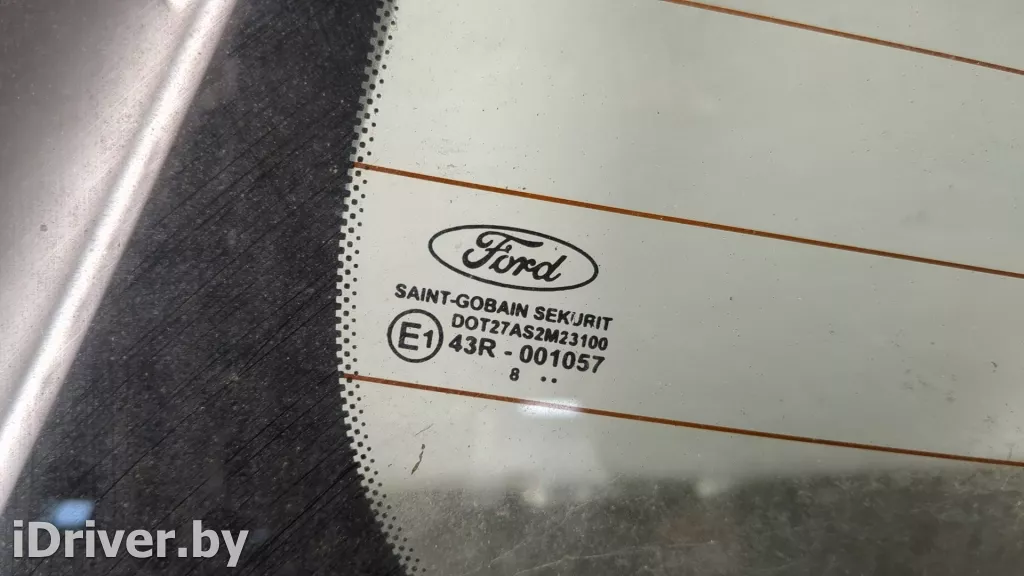 Ford
SAINT-GOBAIN SEKURIT
DOT27AS2M23100
E1 43R - 001057
8 ..
iDriver.by